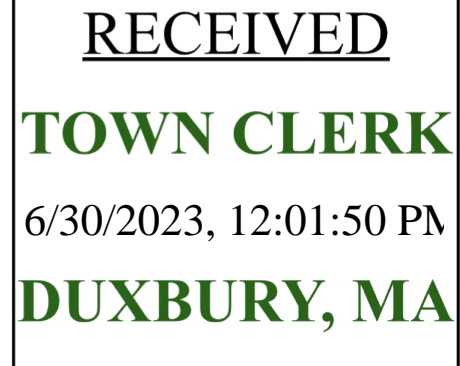 RECEIVED
TOWN CLERK
6/30/2023, 12:01:50 PM
DUXBURY, MA